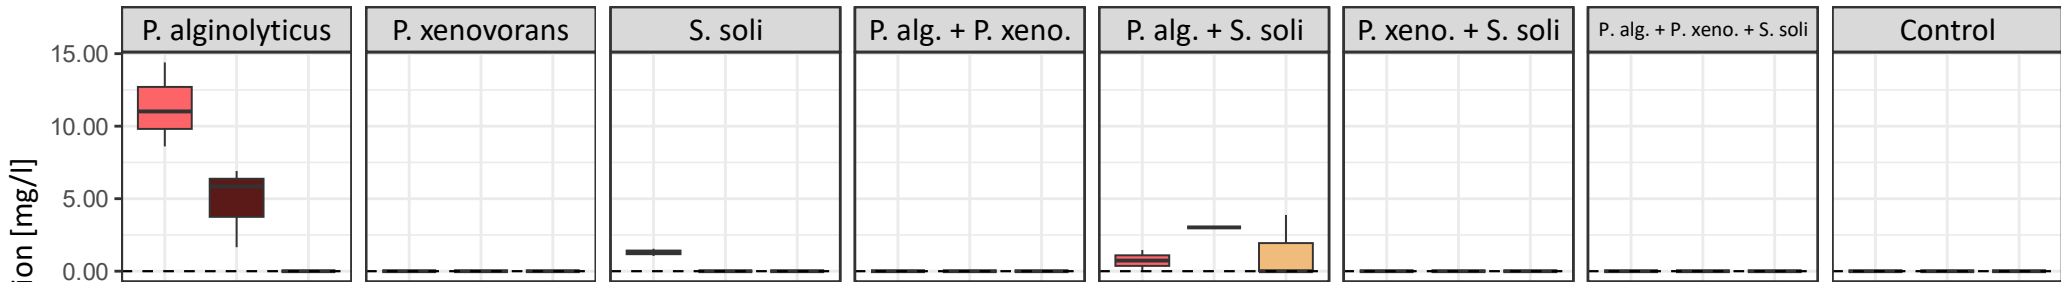 P. alginolyticus
P. xenovorans
S. soli
P. alg. + P. xeno.
P. alg. + S. soli
P. xeno. + S. soli
P. alg. + P. xeno. + S. soli
Control
15.00
10.00
5.00
0.00
ion [mg/l]